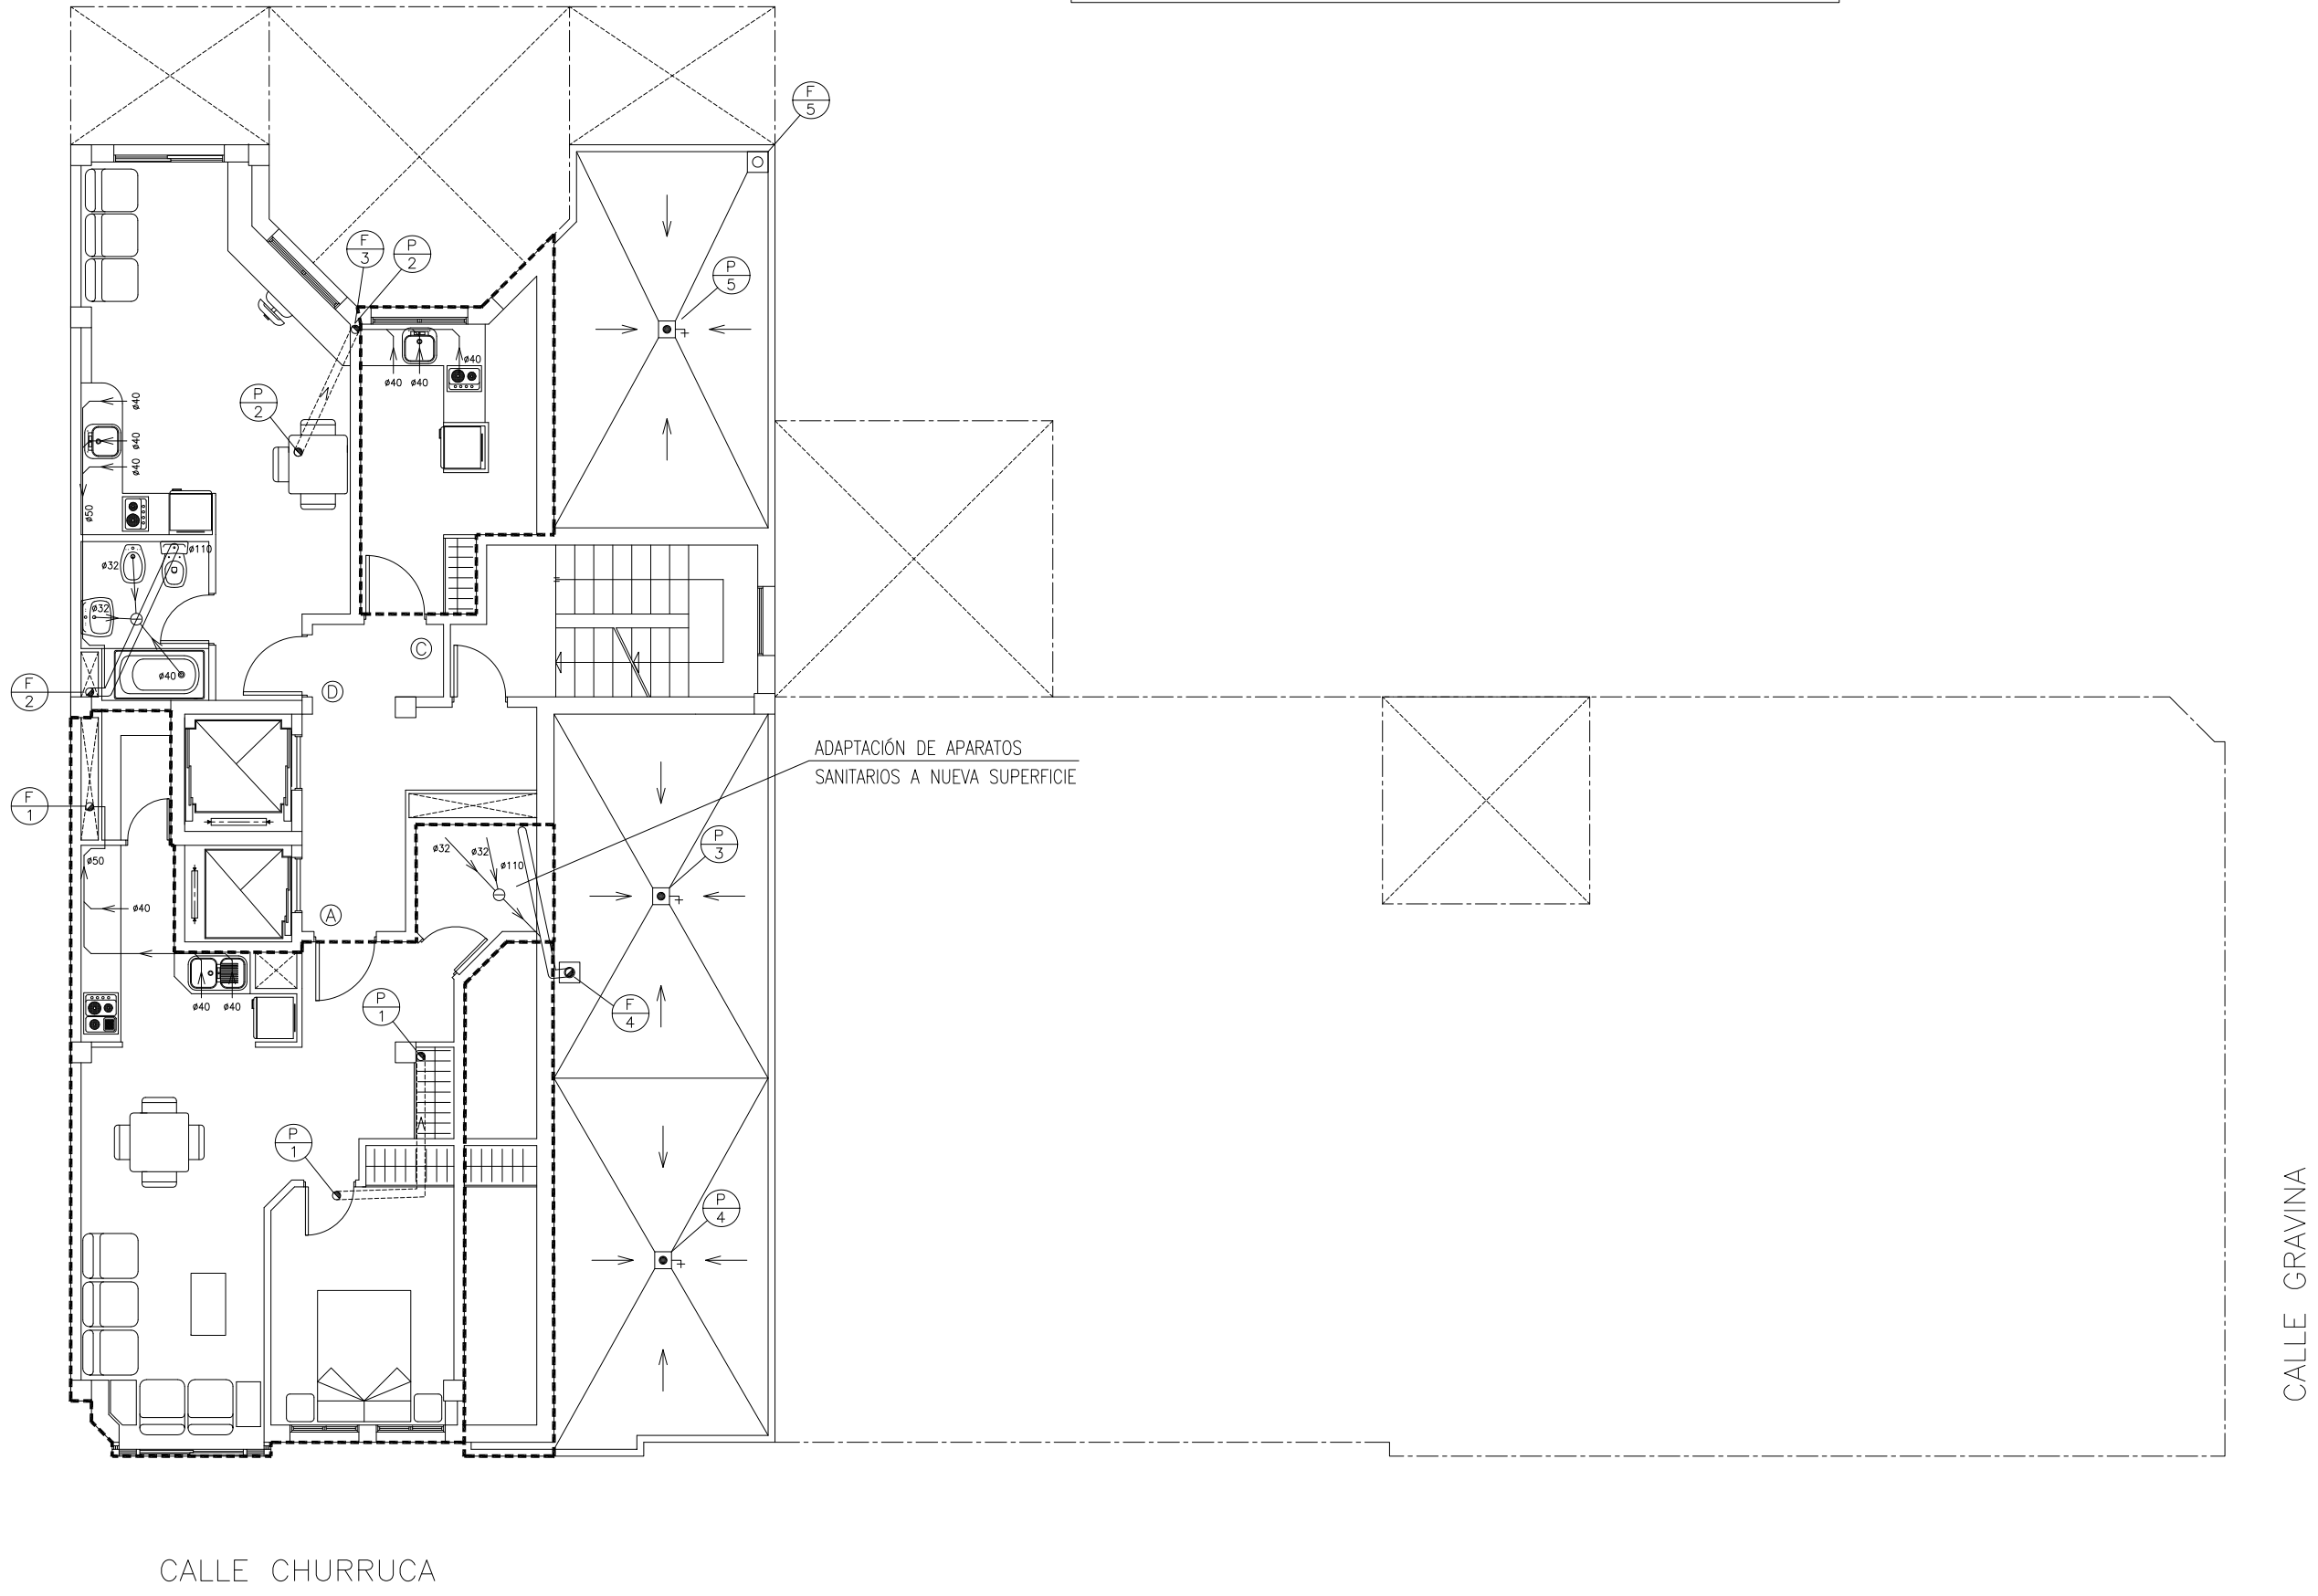 F
5
F
3
P
2
P
5
ø40
ø40
ø40
P
2
ø40
ø40
ø40
ø50
ø110
ø32
ø32
ø40
C
D
F
2
ADAPTACIÓN DE APARATOS
SANITARIOS A NUEVA SUPERFICIE
F
1
P
3
ø32
ø32
ø110
ø50
ø40
A
ø40
ø40
P
1
F
4
P
1
P
4
CALLE GRAVINA
CALLE CHURRUCA